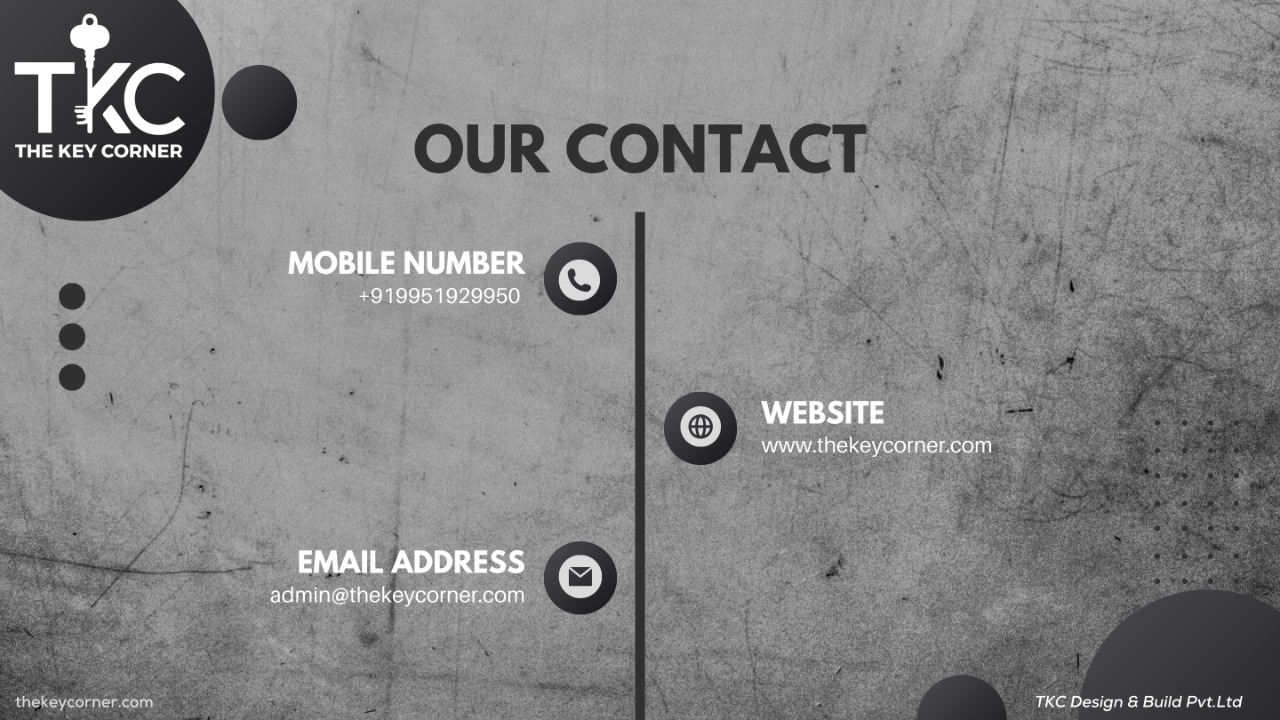 TKC
THE KEY CORNER
OUR CONTACT
MOBILE NUMBER
+919951929950
WEBSITE
www.thekeycorner.com
EMAIL ADDRESS
admin@thekeycorner.com
thekeycorner.com
TKC Design & Build Pvt.Ltd